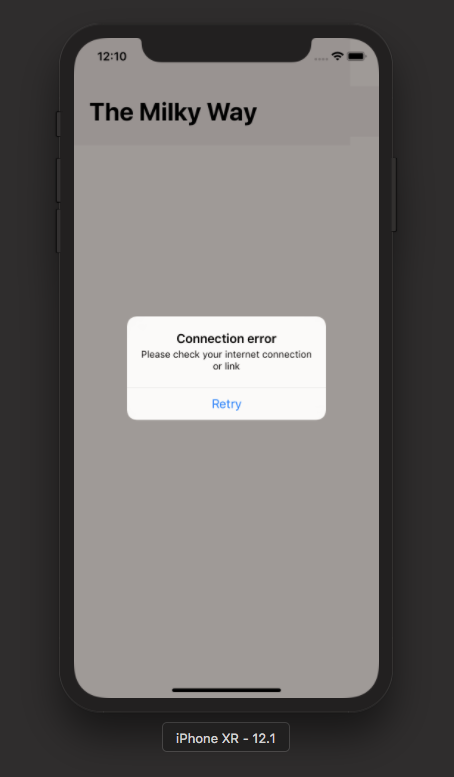 12:10
The Milky Way
Connection error
Please check your internet connection
or link
Retry
iPhone XR - 12.1